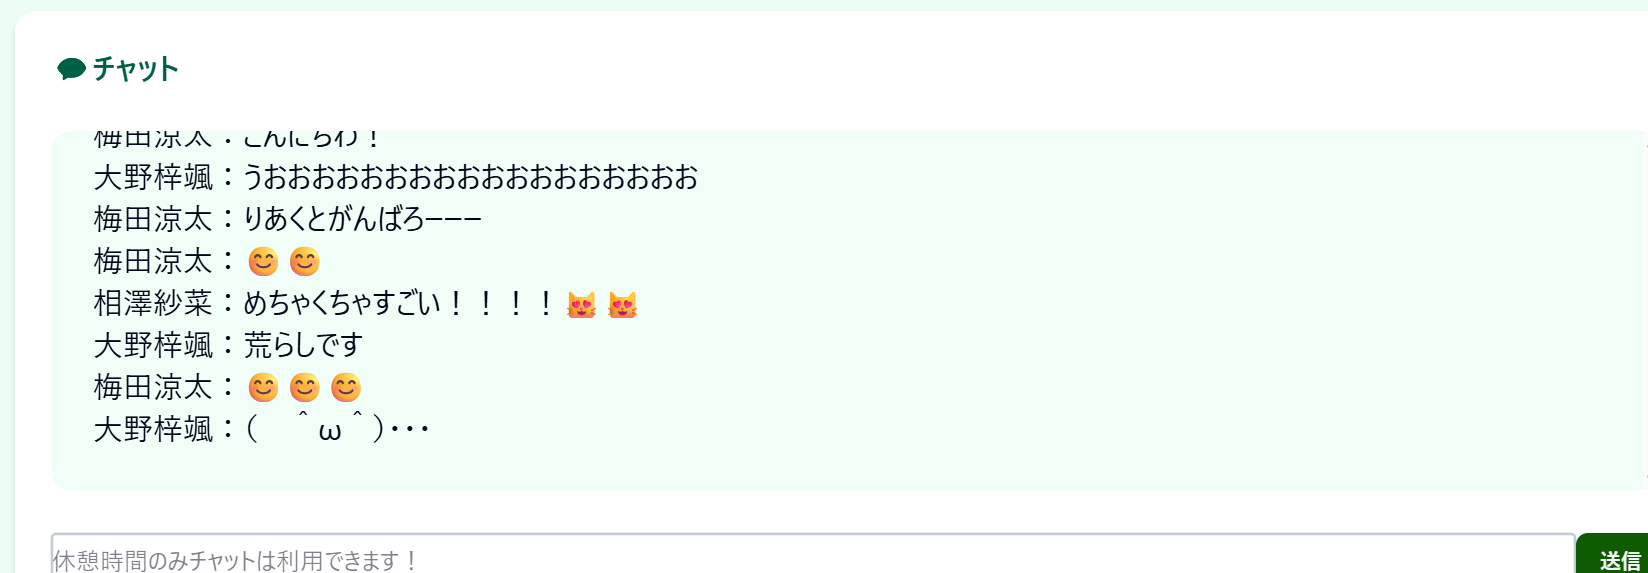 チャット
梅田涼太：こんにちわ！
大野梓颯：うおおおおおおおおおおおおおおおおおお
梅田涼太：りあくとがんばろーーー
梅田涼太：😊😊
相澤紗菜：めちゃくちゃすごい！！！！😻😻
大野梓颯：荒らしです
梅田涼太：😊😊😊
大野梓颯：(　＾ω＾)・・・
休憩時間のみチャットは利用できます！
送信